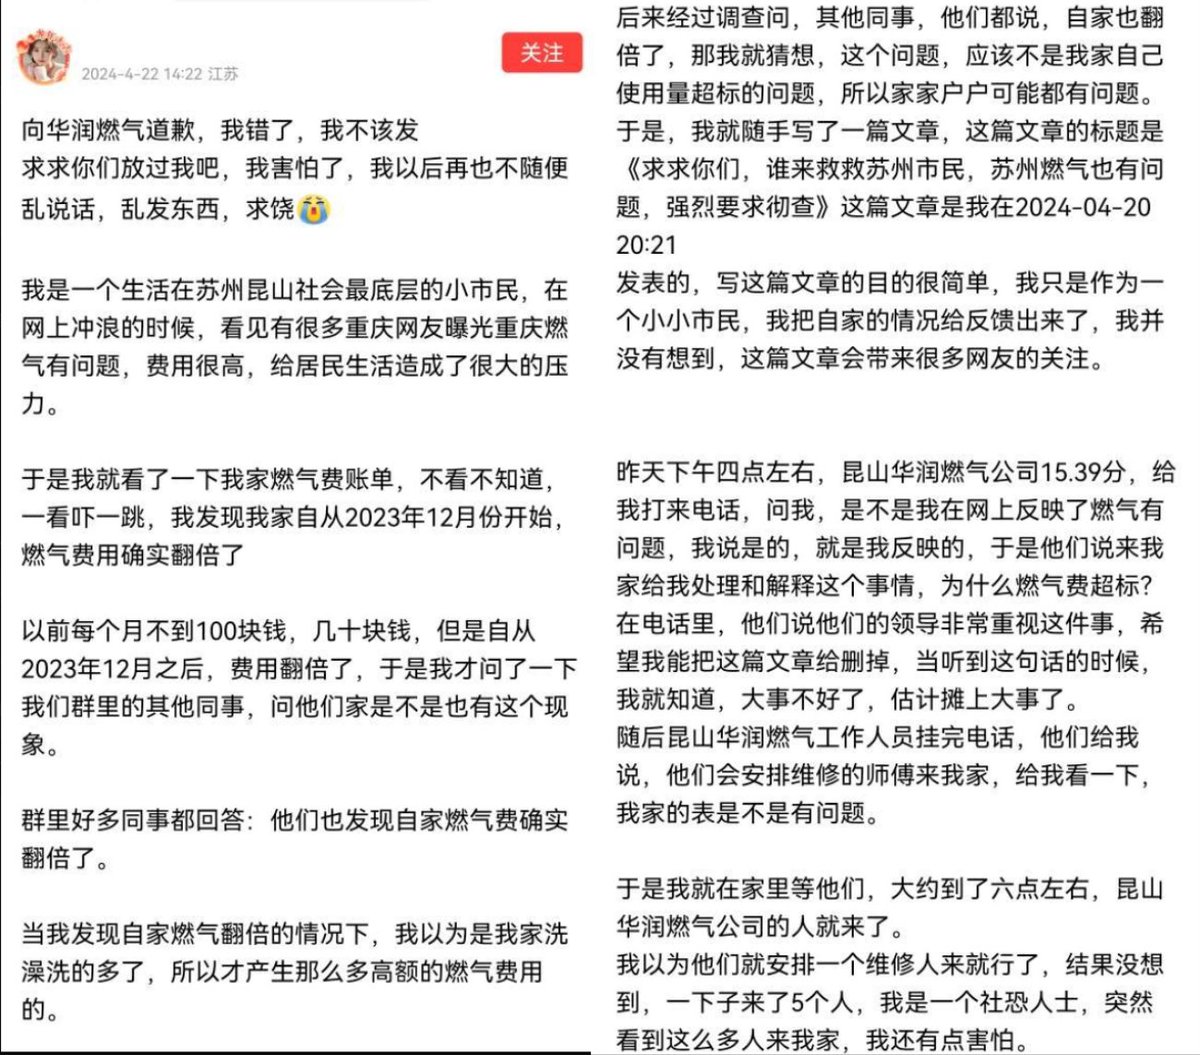 2024-4-22 14:22 江苏
关注
向华润燃气道歉，我错了，我不该发
求求你们放过我吧，我害怕了，我以后再也不随便
乱说话，乱发东西，求饶😭
我是一个生活在苏州昆山社会最底层的小市民，在
网上冲浪的时候，看见有很多重庆网友曝光重庆燃
气有问题，费用很高，给居民生活造成了很大的压
力。
于是我就看了一下我家燃气费账单，不看不知道，
一看吓一跳，我发现我家自从2023年12月份开始，
燃气费用确实翻倍了
以前每个月不到100块钱，几十块钱，但是自从
2023年12月之后，费用翻倍了，于是我才问了一下
我们群里的其他同事，问他们家是不是也有这个现
象。
群里好多同事都回答：他们也发现自家燃气费确实
翻倍了。
当我发现自家燃气翻倍的情况下，我以为是我家洗
澡洗的多了，所以才产生那么多高额的燃气费用
的。
后来经过调查问，其他同事，他们都说，自家也翻
倍了，那我就猜想，这个问题，应该不是我家自己
使用量超标的问题，所以家家户户可能都有问题。
于是，我就随手写了一篇文章，这篇文章的标题是
《求求你们，谁来救救苏州市民，苏州燃气也有问
题，强烈要求彻查》这篇文章是我在2024-04-20
20:21
发表的，写这篇文章的目的很简单，我只是作为一
个小小市民，我把自家的情况给反馈出来了，我并
没有想到，这篇文章会带来很多网友的关注。
昨天下午四点左右，昆山华润燃气公司15.39分，给
我打来电话，问我，是不是我在网上反映了燃气有
问题，我说是的，就是我反映的，于是他们说来我
家给我处理和解释这个事情，为什么燃气费超标？
在电话里，他们说他们的领导非常重视这件事，希
望我能把这篇文章给删掉，当听到这句话的时候，
我就知道，大事不好了，估计摊上大事了。
随后昆山华润燃气工作人员挂完电话，他们给我
说，他们会安排维修的师傅来我家，给我看一下，
我家的表是不是有问题。
于是我就在家里等他们，大约到了六点左右，昆山
华润燃气公司的人就来了。
我以为他们就安排一个维修人来就行了，结果没想
到，一下子来了5个人，我是一个社恐人士，突然
看到这么多人来我家，我还有点害怕。